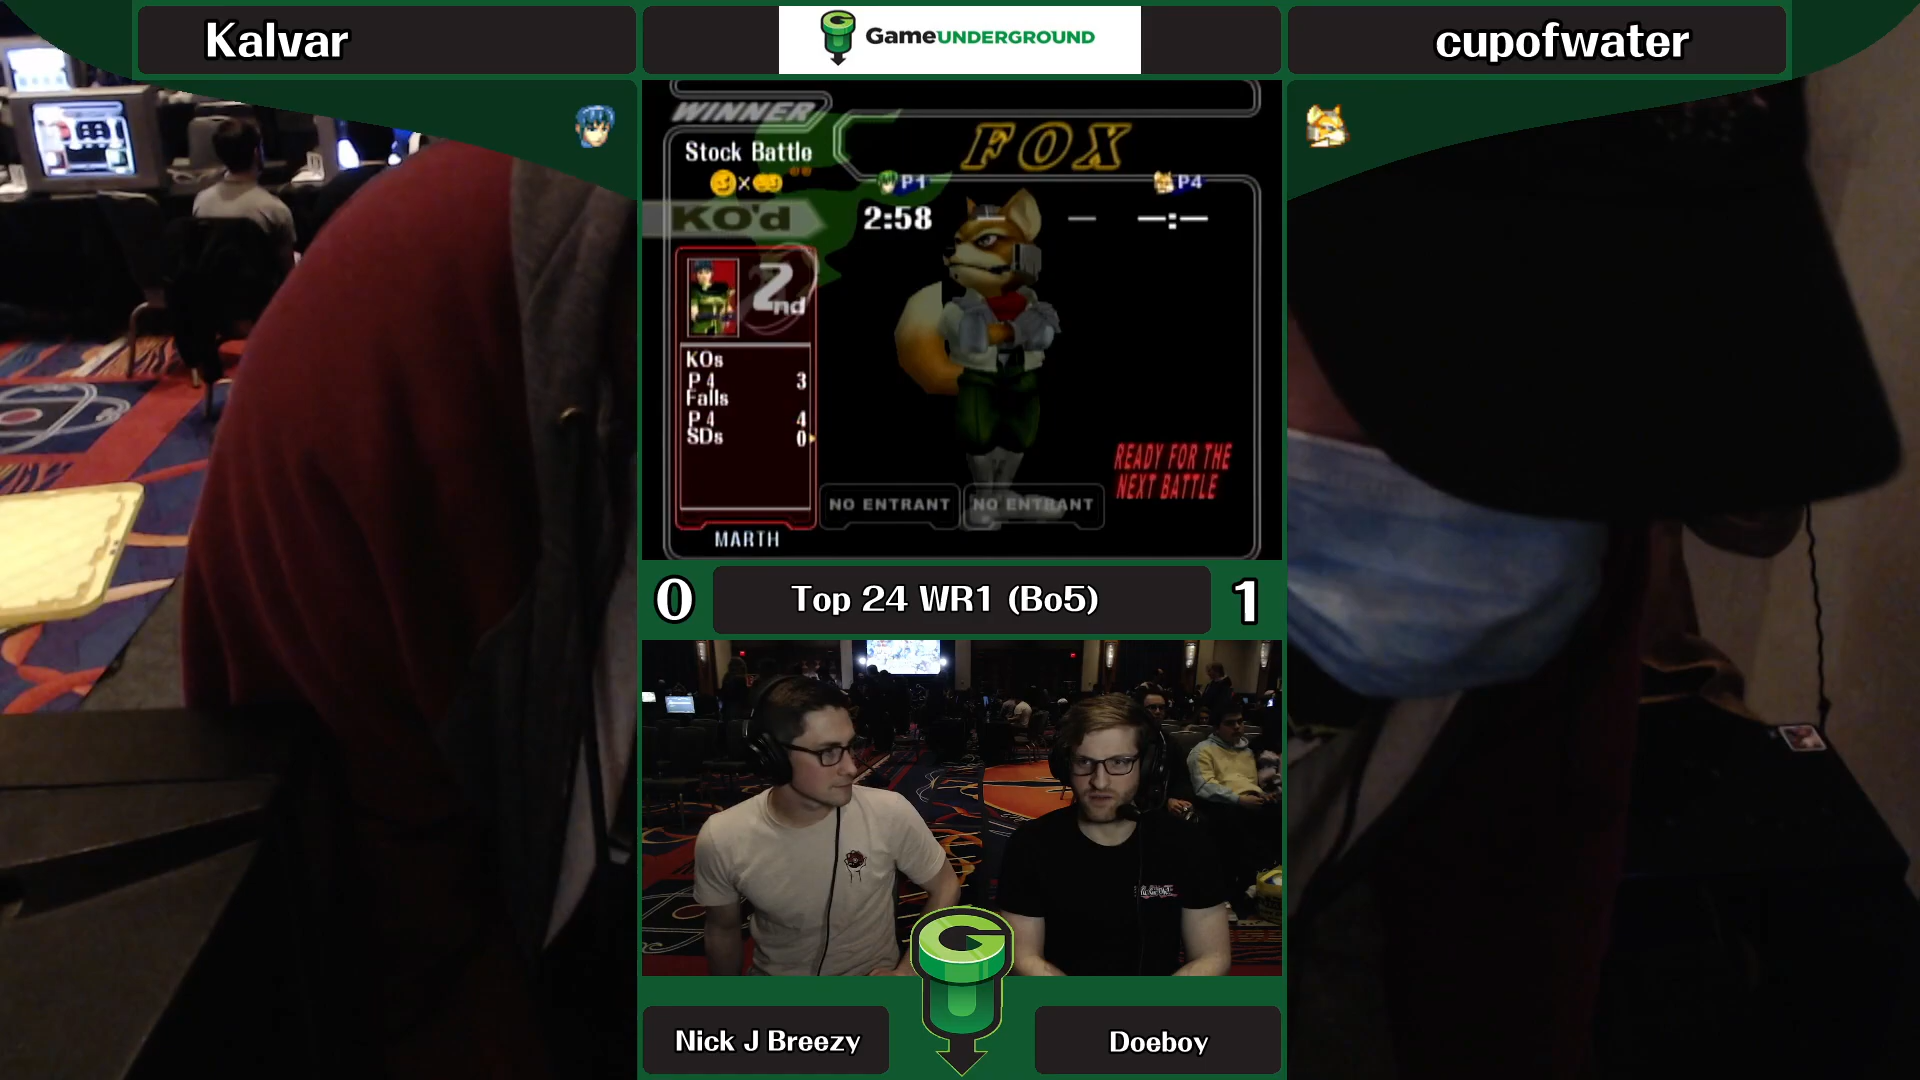 Kalvar
GameUNDERGROUND
cupofwater
WINNER
FOX
Stock Battle
P1
P4
KO'd
2:58
2nd
KOs
P4 3
Falls
P4 4
SDs 0
READY FOR THE
NEXT BATTLE
NO ENTRANT
NO ENTRANT
MARTH
0
Top 24 WR1 (Bo5)
1
Nick J Breezy
Doeboy